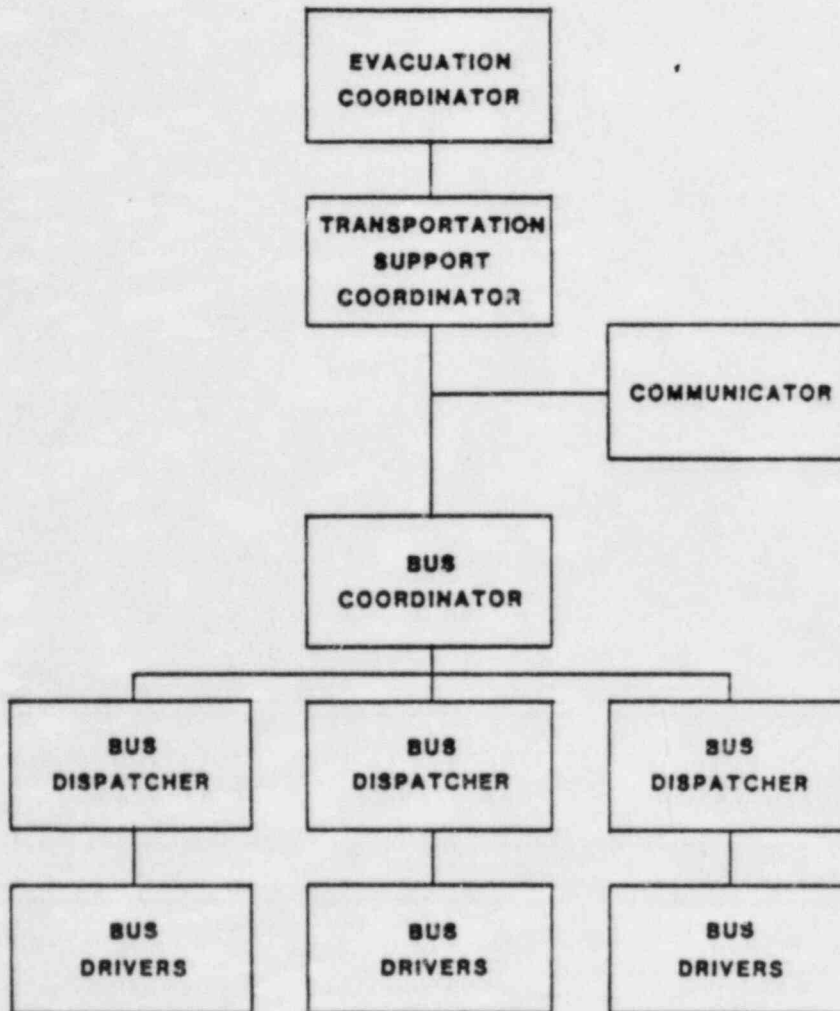 EVACUATION
COORDINATOR
TRANSPORTATION
SUPPORT
COORDINATOR
COMMUNICATOR
BUS
COORDINATOR
BUS
DISPATCHER
BUS
DISPATCHER
BUS
DISPATCHER
BUS
DRIVERS
BUS
DRIVERS
BUS
DRIVERS